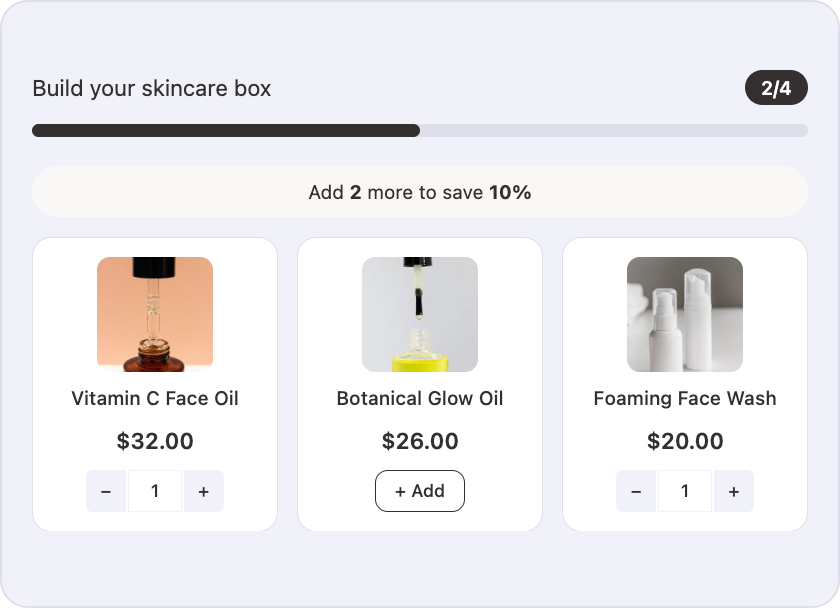 Build your skincare box
2/4
Add 2 more to save 10%
Vitamin C Face Oil
$32.00
− 1 +
Botanical Glow Oil
$26.00
+ Add
Foaming Face Wash
$20.00
− 1 +